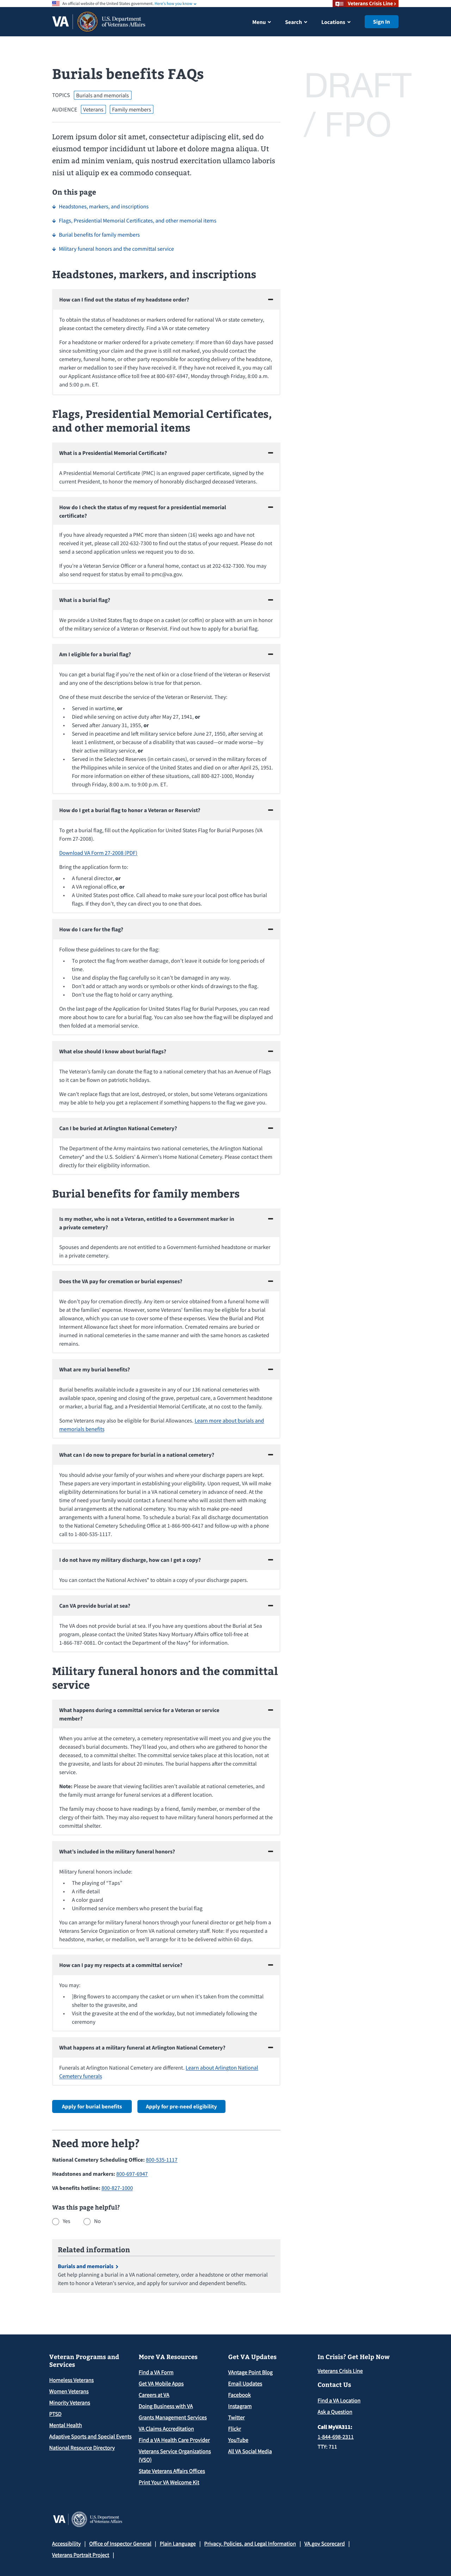 An official website of the United States government. Here's how you know
Veterans Crisis Line
VA
U.S. Department
of Veterans Affairs
Menu
Search
Locations
Sign In
DRAFT
/ FPO
Burials benefits FAQs
TOPICS Burials and memorials
AUDIENCE Veterans Family members
Lorem ipsum dolor sit amet, consectetur adipiscing elit, sed do
eiusmod tempor incididunt ut labore et dolore magna aliqua. Ut
enim ad minim veniam, quis nostrud exercitation ullamco laboris
nisi ut aliquip ex ea commodo consequat.
On this page
Headstones, markers, and inscriptions
Flags, Presidential Memorial Certificates, and other memorial items
Burial benefits for family members
Military funeral honors and the committal service
Headstones, markers, and inscriptions
How can I find out the status of my headstone order?
To obtain the status of headstones or markers ordered for national VA or state cemetery,
please contact the cemetery directly. Find a VA or state cemetery
For a headstone or marker ordered for a private cemetery: If more than 60 days have passed
since submitting your claim and the grave is still not marked, you should contact the
cemetery, funeral home, or other party responsible for accepting delivery of the headstone,
marker or medallion to see if they have received it. If they have not received it, you may call
our Applicant Assistance office toll free at 800-697-6947, Monday through Friday, 8:00 a.m.
and 5:00 p.m. ET.
Flags, Presidential Memorial Certificates,
and other memorial items
What is a Presidential Memorial Certificate?
A Presidential Memorial Certificate (PMC) is an engraved paper certificate, signed by the
current President, to honor the memory of honorably discharged deceased Veterans.
How do I check the status of my request for a presidential memorial
certificate?
If you have already requested a PMC more than sixteen (16) weeks ago and have not
received it yet, please call 202-632-7300 to find out the status of your request. Please do not
send a second application unless we request you to do so.
If you're a Veteran Service Officer or a funeral home, contact us at 202-632-7300. You may
also send request for status by email to pmc@va.gov.
What is a burial flag?
We provide a United States flag to drape on a casket (or coffin) or place with an urn in honor
of the military service of a Veteran or Reservist. Find out how to apply for a burial flag.
Am I eligible for a burial flag?
You can get a burial flag if you're the next of kin or a close friend of the Veteran or Reservist
and any one of the descriptions below is true for that person.
One of these must describe the service of the Veteran or Reservist. They:
• Served in wartime, or
• Died while serving on active duty after May 27, 1941, or
• Served after January 31, 1955, or
• Served in peacetime and left military service before June 27, 1950, after serving at
least 1 enlistment, or because of a disability that was caused—or made worse—by
their active military service, or
• Served in the Selected Reserves (in certain cases), or served in the military forces of
the Philippines while in service of the United States and died on or after April 25, 1951.
For more information on either of these situations, call 800-827-1000, Monday
through Friday, 8:00 a.m. to 9:00 p.m. ET.
How do I get a burial flag to honor a Veteran or Reservist?
To get a burial flag, fill out the Application for United States Flag for Burial Purposes (VA
Form 27-2008).
Download VA Form 27-2008 (PDF)
Bring the application form to:
• A funeral director, or
• A VA regional office, or
• A United States post office. Call ahead to make sure your local post office has burial
flags. If they don't, they can direct you to one that does.
How do I care for the flag?
Follow these guidelines to care for the flag:
• To protect the flag from weather damage, don't leave it outside for long periods of
time.
• Use and display the flag carefully so it can't be damaged in any way.
• Don't add or attach any words or symbols or other kinds of drawings to the flag.
• Don't use the flag to hold or carry anything.
On the last page of the Application for United States Flag for Burial Purposes, you can read
more about how to care for a burial flag. You can also see how the flag will be displayed and
then folded at a memorial service.
What else should I know about burial flags?
The Veteran's family can donate the flag to a national cemetery that has an Avenue of Flags
so it can be flown on patriotic holidays.
We can't replace flags that are lost, destroyed, or stolen, but some Veterans organizations
may be able to help you get a replacement if something happens to the flag we gave you.
Can I be buried at Arlington National Cemetery?
The Department of the Army maintains two national cemeteries, the Arlington National
Cemetery* and the U.S. Soldiers' & Airmen's Home National Cemetery. Please contact them
directly for their eligibility information.
Burial benefits for family members
Is my mother, who is not a Veteran, entitled to a Government marker in
a private cemetery?
Spouses and dependents are not entitled to a Government-furnished headstone or marker
in a private cemetery.
Does the VA pay for cremation or burial expenses?
We don't pay for cremation directly. Any item or service obtained from a funeral home will
be at the families' expense. However, some Veterans' families may be eligible for a burial
allowance, which you can use to cover some of these expenses. View the Burial and Plot
Interment Allowance fact sheet for more information. Cremated remains are buried or
inurned in national cemeteries in the same manner and with the same honors as casketed
remains.
What are my burial benefits?
Burial benefits available include a gravesite in any of our 136 national cemeteries with
available space, opening and closing of the grave, perpetual care, a Government headstone
or marker, a burial flag, and a Presidential Memorial Certificate, at no cost to the family.
Some Veterans may also be eligible for Burial Allowances. Learn more about burials and
memorials benefits
What can I do now to prepare for burial in a national cemetery?
You should advise your family of your wishes and where your discharge papers are kept.
These papers are very important in establishing your eligibility. Upon request, VA will make
eligibility determinations for burial in a VA national cemetery in advance of need. At the
time of need your family would contact a funeral home who will assist them with making
burial arrangements at the national cemetery. You may wish to make pre-need
arrangements with a funeral home. To schedule a burial: Fax all discharge documentation
to the National Cemetery Scheduling Office at 1-866-900-6417 and follow-up with a phone
call to 1-800-535-1117.
I do not have my military discharge, how can I get a copy?
You can contact the National Archives* to obtain a copy of your discharge papers.
Can VA provide burial at sea?
The VA does not provide burial at sea. If you have any questions about the Burial at Sea
program, please contact the United States Navy Mortuary Affairs office toll-free at
1-866-787-0081. Or contact the Department of the Navy* for information.
Military funeral honors and the committal
service
What happens during a committal service for a Veteran or service
member?
When you arrive at the cemetery, a cemetery representative will meet you and give you the
deceased's burial documents. They'll lead you, and others who are gathered to honor the
deceased, to a committal shelter. The committal service takes place at this location, not at
the gravesite, and lasts for about 20 minutes. The burial happens after the committal
service.
Note: Please be aware that viewing facilities aren't available at national cemeteries, and
the family must arrange for funeral services at a different location.
The family may choose to have readings by a friend, family member, or member of the
clergy of their faith. They may also request to have military funeral honors performed at the
committal shelter.
What's included in the military funeral honors?
Military funeral honors include:
• The playing of “Taps”
• A rifle detail
• A color guard
• Uniformed service members who present the burial flag
You can arrange for military funeral honors through your funeral director or get help from a
Veterans Service Organization or from VA national cemetery staff. Note: If you requested a
headstone, marker, or medallion, we'll arrange for it to be delivered within 60 days.
How can I pay my respects at a committal service?
You may:
• |Bring flowers to accompany the casket or urn when it's taken from the committal
shelter to the gravesite, and
• Visit the gravesite at the end of the workday, but not immediately following the
ceremony
What happens at a military funeral at Arlington National Cemetery?
Funerals at Arlington National Cemetery are different. Learn about Arlington National
Cemetery funerals
Apply for burial benefits
Apply for pre-need eligibility
Need more help?
National Cemetery Scheduling Office: 800-535-1117
Headstones and markers: 800-697-6947
VA benefits hotline: 800-827-1000
Was this page helpful?
Yes
No
Related information
Burials and memorials
Get help planning a burial in a VA national cemetery, order a headstone or other memorial
item to honor a Veteran's service, and apply for survivor and dependent benefits.
Veteran Programs and
Services
Homeless Veterans
Women Veterans
Minority Veterans
PTSD
Mental Health
Adaptive Sports and Special Events
National Resource Directory
More VA Resources
Find a VA Form
Get VA Mobile Apps
Careers at VA
Doing Business with VA
Grants Management Services
VA Claims Accreditation
Find a VA Health Care Provider
Veterans Service Organizations
(VSO)
State Veterans Affairs Offices
Print Your VA Welcome Kit
Get VA Updates
VAntage Point Blog
Email Updates
Facebook
Instagram
Twitter
Flickr
YouTube
All VA Social Media
In Crisis? Get Help Now
Veterans Crisis Line
Contact Us
Find a VA Location
Ask a Question
Call MyVA311:
1-844-698-2311
TTY: 711
VA
U.S. Department
of Veterans Affairs
Accessibility | Office of Inspector General | Plain Language | Privacy, Policies, and Legal Information | VA.gov Scorecard |
Veterans Portrait Project |